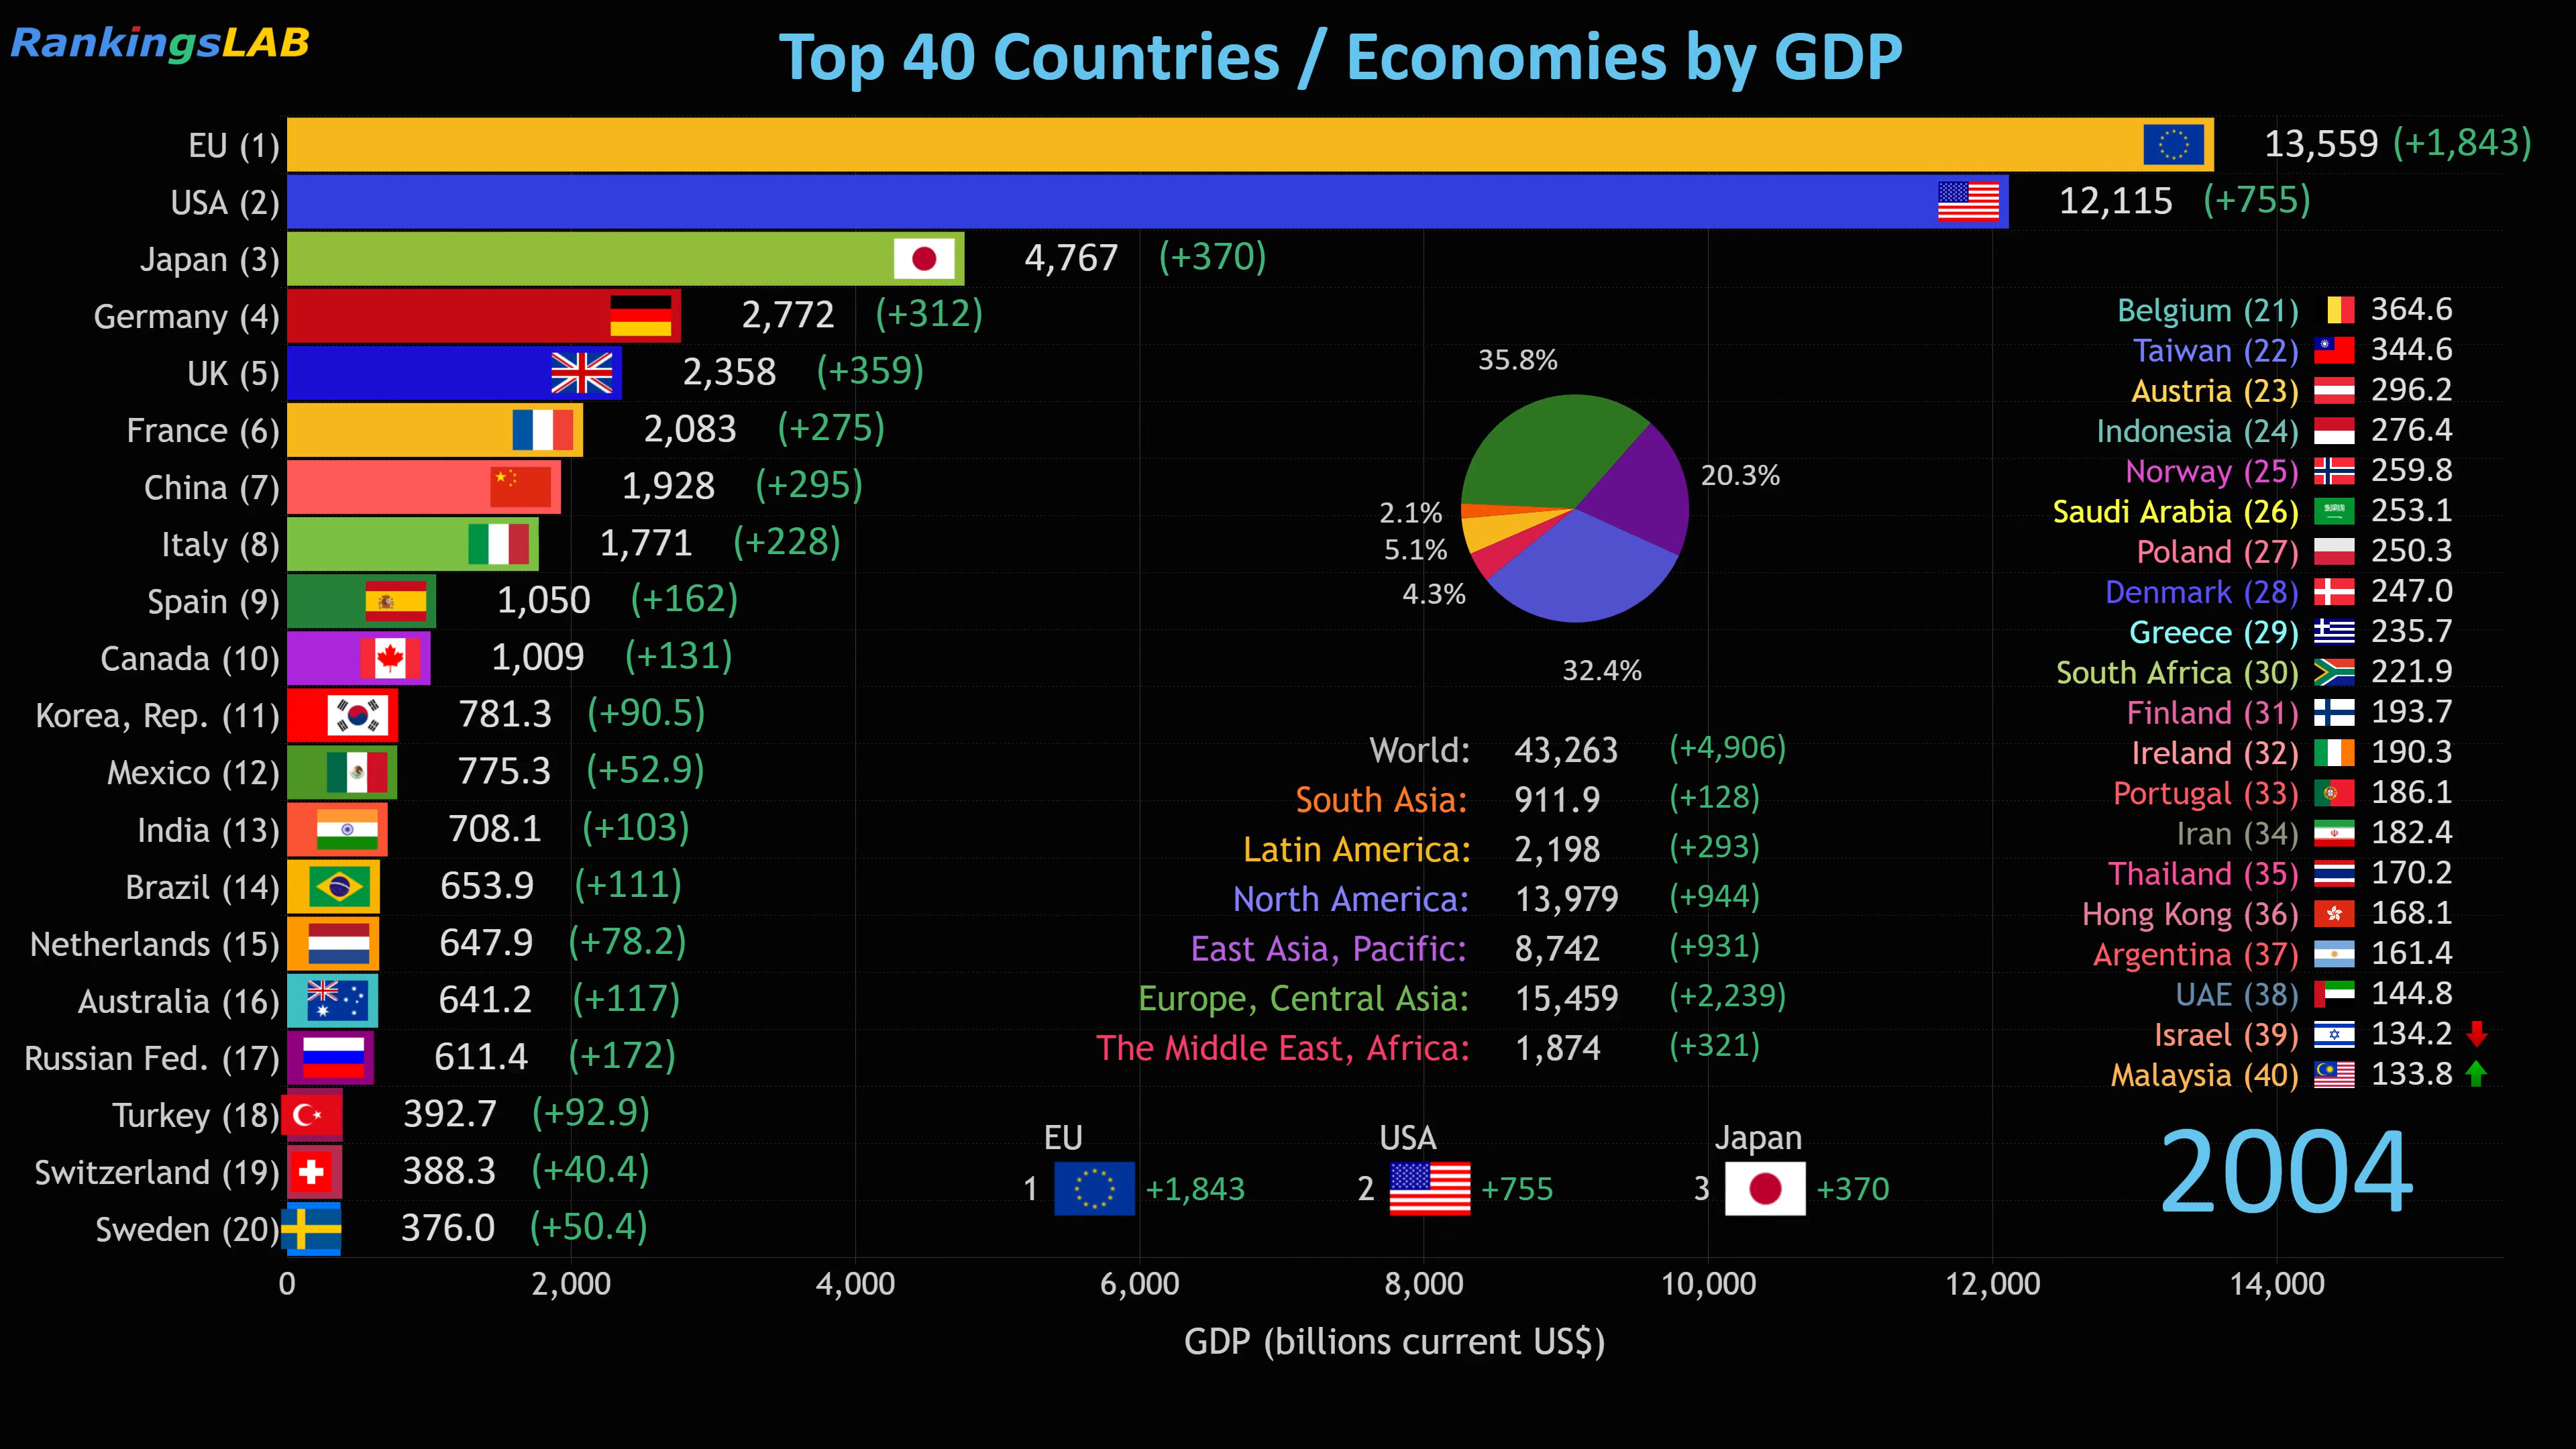 RankingsLAB
Top 40 Countries / Economies by GDP
EU (1) 13,559 (+1,843)
USA (2) 12,115 (+755)
Japan (3) 4,767 (+370)
Germany (4) 2,772 (+312)
UK (5) 2,358 (+359)
France (6) 2,083 (+275)
China (7) 1,928 (+295)
Italy (8) 1,771 (+228)
Spain (9) 1,050 (+162)
Canada (10) 1,009 (+131)
Korea, Rep. (11) 781.3 (+90.5)
Mexico (12) 775.3 (+52.9)
India (13) 708.1 (+103)
Brazil (14) 653.9 (+111)
Netherlands (15) 647.9 (+78.2)
Australia (16) 641.2 (+117)
Russian Fed. (17) 611.4 (+172)
Turkey (18) 392.7 (+92.9)
Switzerland (19) 388.3 (+40.4)
Sweden (20) 376.0 (+50.4)
35.8%
20.3%
2.1%
5.1%
4.3%
32.4%
World: 43,263 (+4,906)
South Asia: 911.9 (+128)
Latin America: 2,198 (+293)
North America: 13,979 (+944)
East Asia, Pacific: 8,742 (+931)
Europe, Central Asia: 15,459 (+2,239)
The Middle East, Africa: 1,874 (+321)
EU USA Japan
1 +1,843 2 +755 3 +370
Belgium (21) 364.6
Taiwan (22) 344.6
Austria (23) 296.2
Indonesia (24) 276.4
Norway (25) 259.8
Saudi Arabia (26) 253.1
Poland (27) 250.3
Denmark (28) 247.0
Greece (29) 235.7
South Africa (30) 221.9
Finland (31) 193.7
Ireland (32) 190.3
Portugal (33) 186.1
Iran (34) 182.4
Thailand (35) 170.2
Hong Kong (36) 168.1
Argentina (37) 161.4
UAE (38) 144.8
Israel (39) 134.2
Malaysia (40) 133.8
2004
0 2,000 4,000 6,000 8,000 10,000 12,000 14,000
GDP (billions current US$)